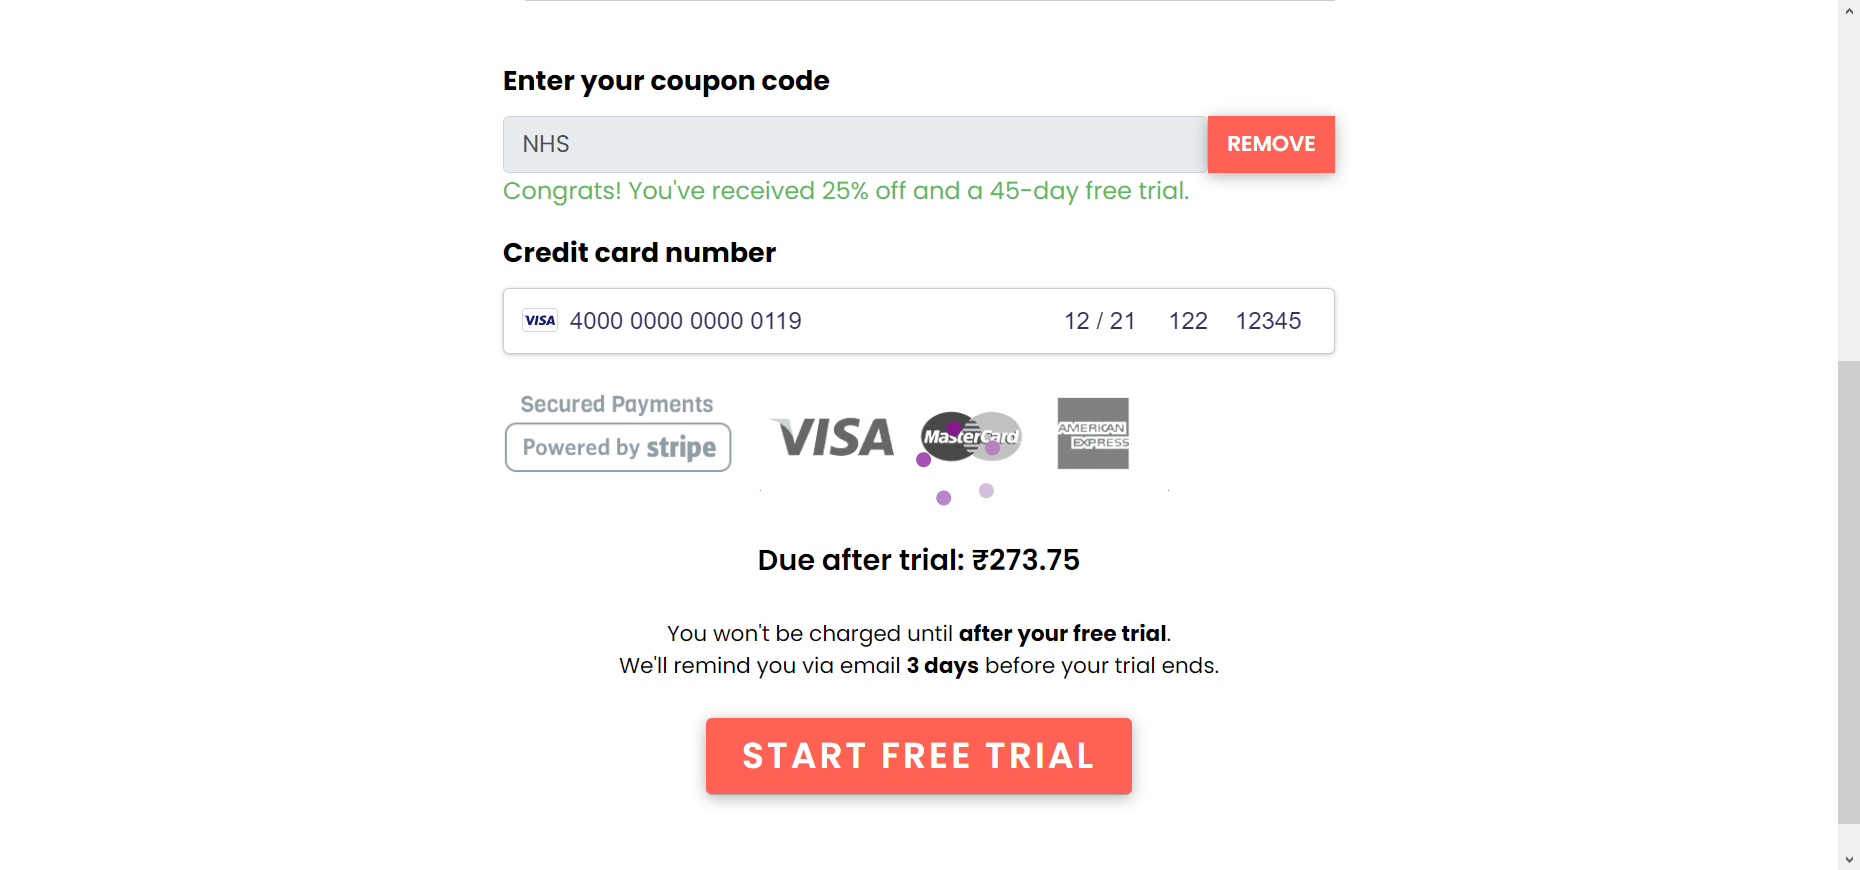 Enter your coupon code
NHS
REMOVE
Congrats! You've received 25% off and a 45-day free trial.
Credit card number
VISA 4000 0000 0000 0119 12 / 21 122 12345
Secured Payments
Powered by stripe
VISA
MasterCard
AMERICAN
EXPRESS
Due after trial: ₹273.75
You won't be charged until after your free trial.
We'll remind you via email 3 days before your trial ends.
START FREE TRIAL